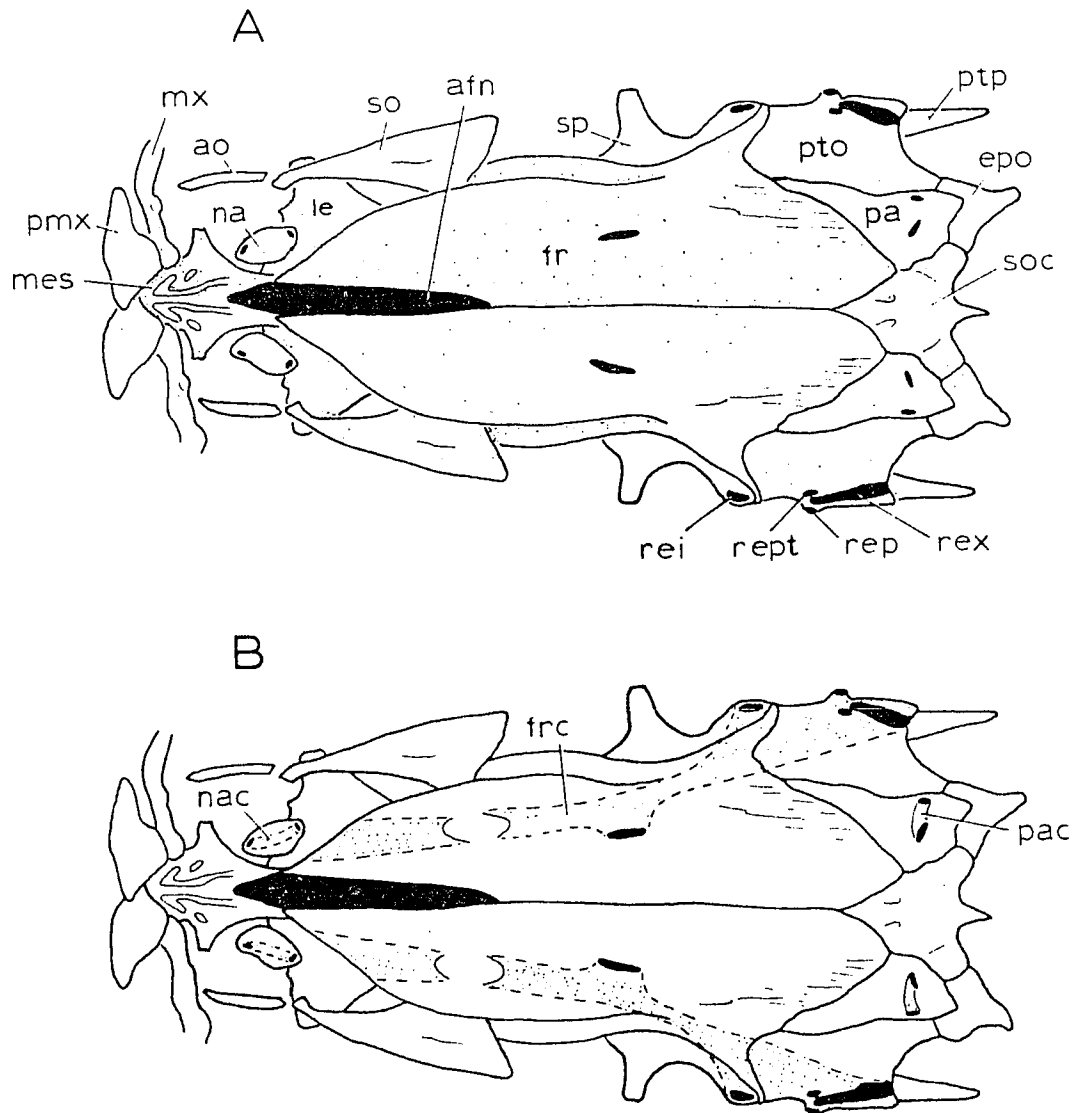 A
mx
ao
so
afn
sp
ptp
pto
epo
pmx
na
le
pa
mes
fr
soc
rei
rept
rep
rex
B
frc
nac
pac